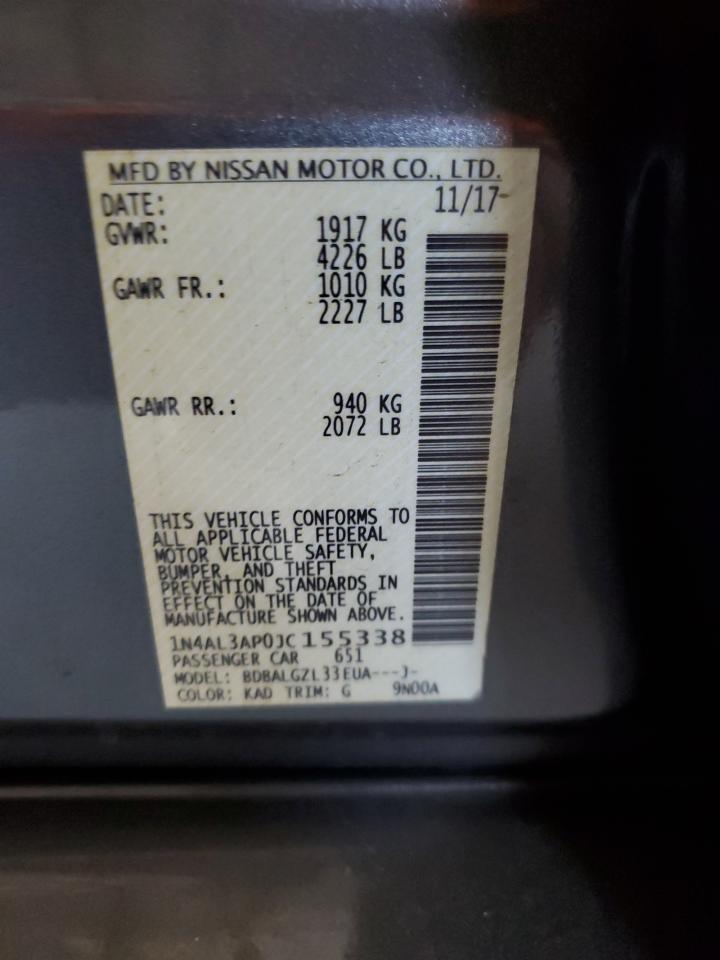 MFD BY NISSAN MOTOR CO., LTD.
DATE: 11/17
GVWR: 1917 KG
4226 LB
GAWR FR.: 1010 KG
2227 LB
GAWR RR.: 940 KG
2072 LB
THIS VEHICLE CONFORMS TO
ALL APPLICABLE FEDERAL
MOTOR VEHICLE SAFETY,
BUMPER, AND THEFT
PREVENTION STANDARDS IN
EFFECT ON THE DATE OF
MANUFACTURE SHOWN ABOVE.
1N4AL3AP0JC155338
PASSENGER CAR 651
MODEL: BDBALGZL33EUA---J-
COLOR: KAD TRIM: G 9N00A